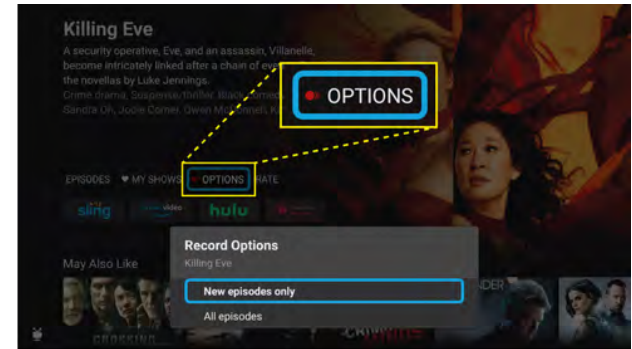 Killing Eve
A security operative, Eve, and an assassin, Villanelle,
become intricately linked after a chain of
the novellas by Luke Jennings.
Crime drama, Suspense/thriller, Black
Sandra Oh, Jodie Comer, Owen
OPTIONS
EPISODES MY SHOWS OPTIONS RATE
sling video hulu
Record Options
Killing Eve
May Also Like
New episodes only
All episodes
CROSSING